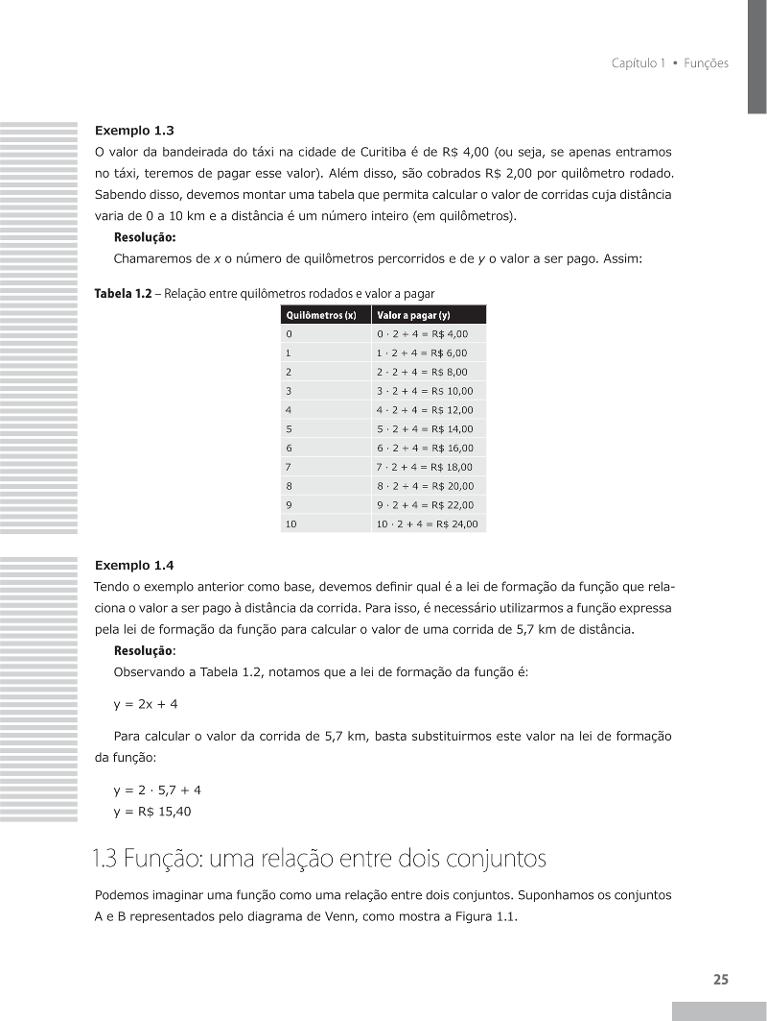 Capítulo 1 • Funções
Exemplo 1.3
O valor da bandeirada do táxi na cidade de Curitiba é de R$ 4,00 (ou seja, se apenas entramos
no táxi, teremos de pagar esse valor). Além disso, são cobrados R$ 2,00 por quilômetro rodado.
Sabendo disso, devemos montar uma tabela que permita calcular o valor de corridas cuja distância
varia de 0 a 10 km e a distância é um número inteiro (em quilômetros).
Resolução:
Chamaremos de x o número de quilômetros percorridos e de y o valor a ser pago. Assim:
Tabela 1.2 – Relação entre quilômetros rodados e valor a pagar
Quilômetros (x) Valor a pagar (y)
0 0 · 2 + 4 = R$ 4,00
1 1 · 2 + 4 = R$ 6,00
2 2 · 2 + 4 = R$ 8,00
3 3 · 2 + 4 = R$ 10,00
4 4 · 2 + 4 = R$ 12,00
5 5 · 2 + 4 = R$ 14,00
6 6 · 2 + 4 = R$ 16,00
7 7 · 2 + 4 = R$ 18,00
8 8 · 2 + 4 = R$ 20,00
9 9 · 2 + 4 = R$ 22,00
10 10 · 2 + 4 = R$ 24,00
Exemplo 1.4
Tendo o exemplo anterior como base, devemos definir qual é a lei de formação da função que rela-
ciona o valor a ser pago à distância da corrida. Para isso, é necessário utilizarmos a função expressa
pela lei de formação da função para calcular o valor de uma corrida de 5,7 km de distância.
Resolução:
Observando a Tabela 1.2, notamos que a lei de formação da função é:
y = 2x + 4
Para calcular o valor da corrida de 5,7 km, basta substituirmos este valor na lei de formação
da função:
y = 2 · 5,7 + 4
y = R$ 15,40
1.3 Função: uma relação entre dois conjuntos
Podemos imaginar uma função como uma relação entre dois conjuntos. Suponhamos os conjuntos
A e B representados pelo diagrama de Venn, como mostra a Figura 1.1.
25